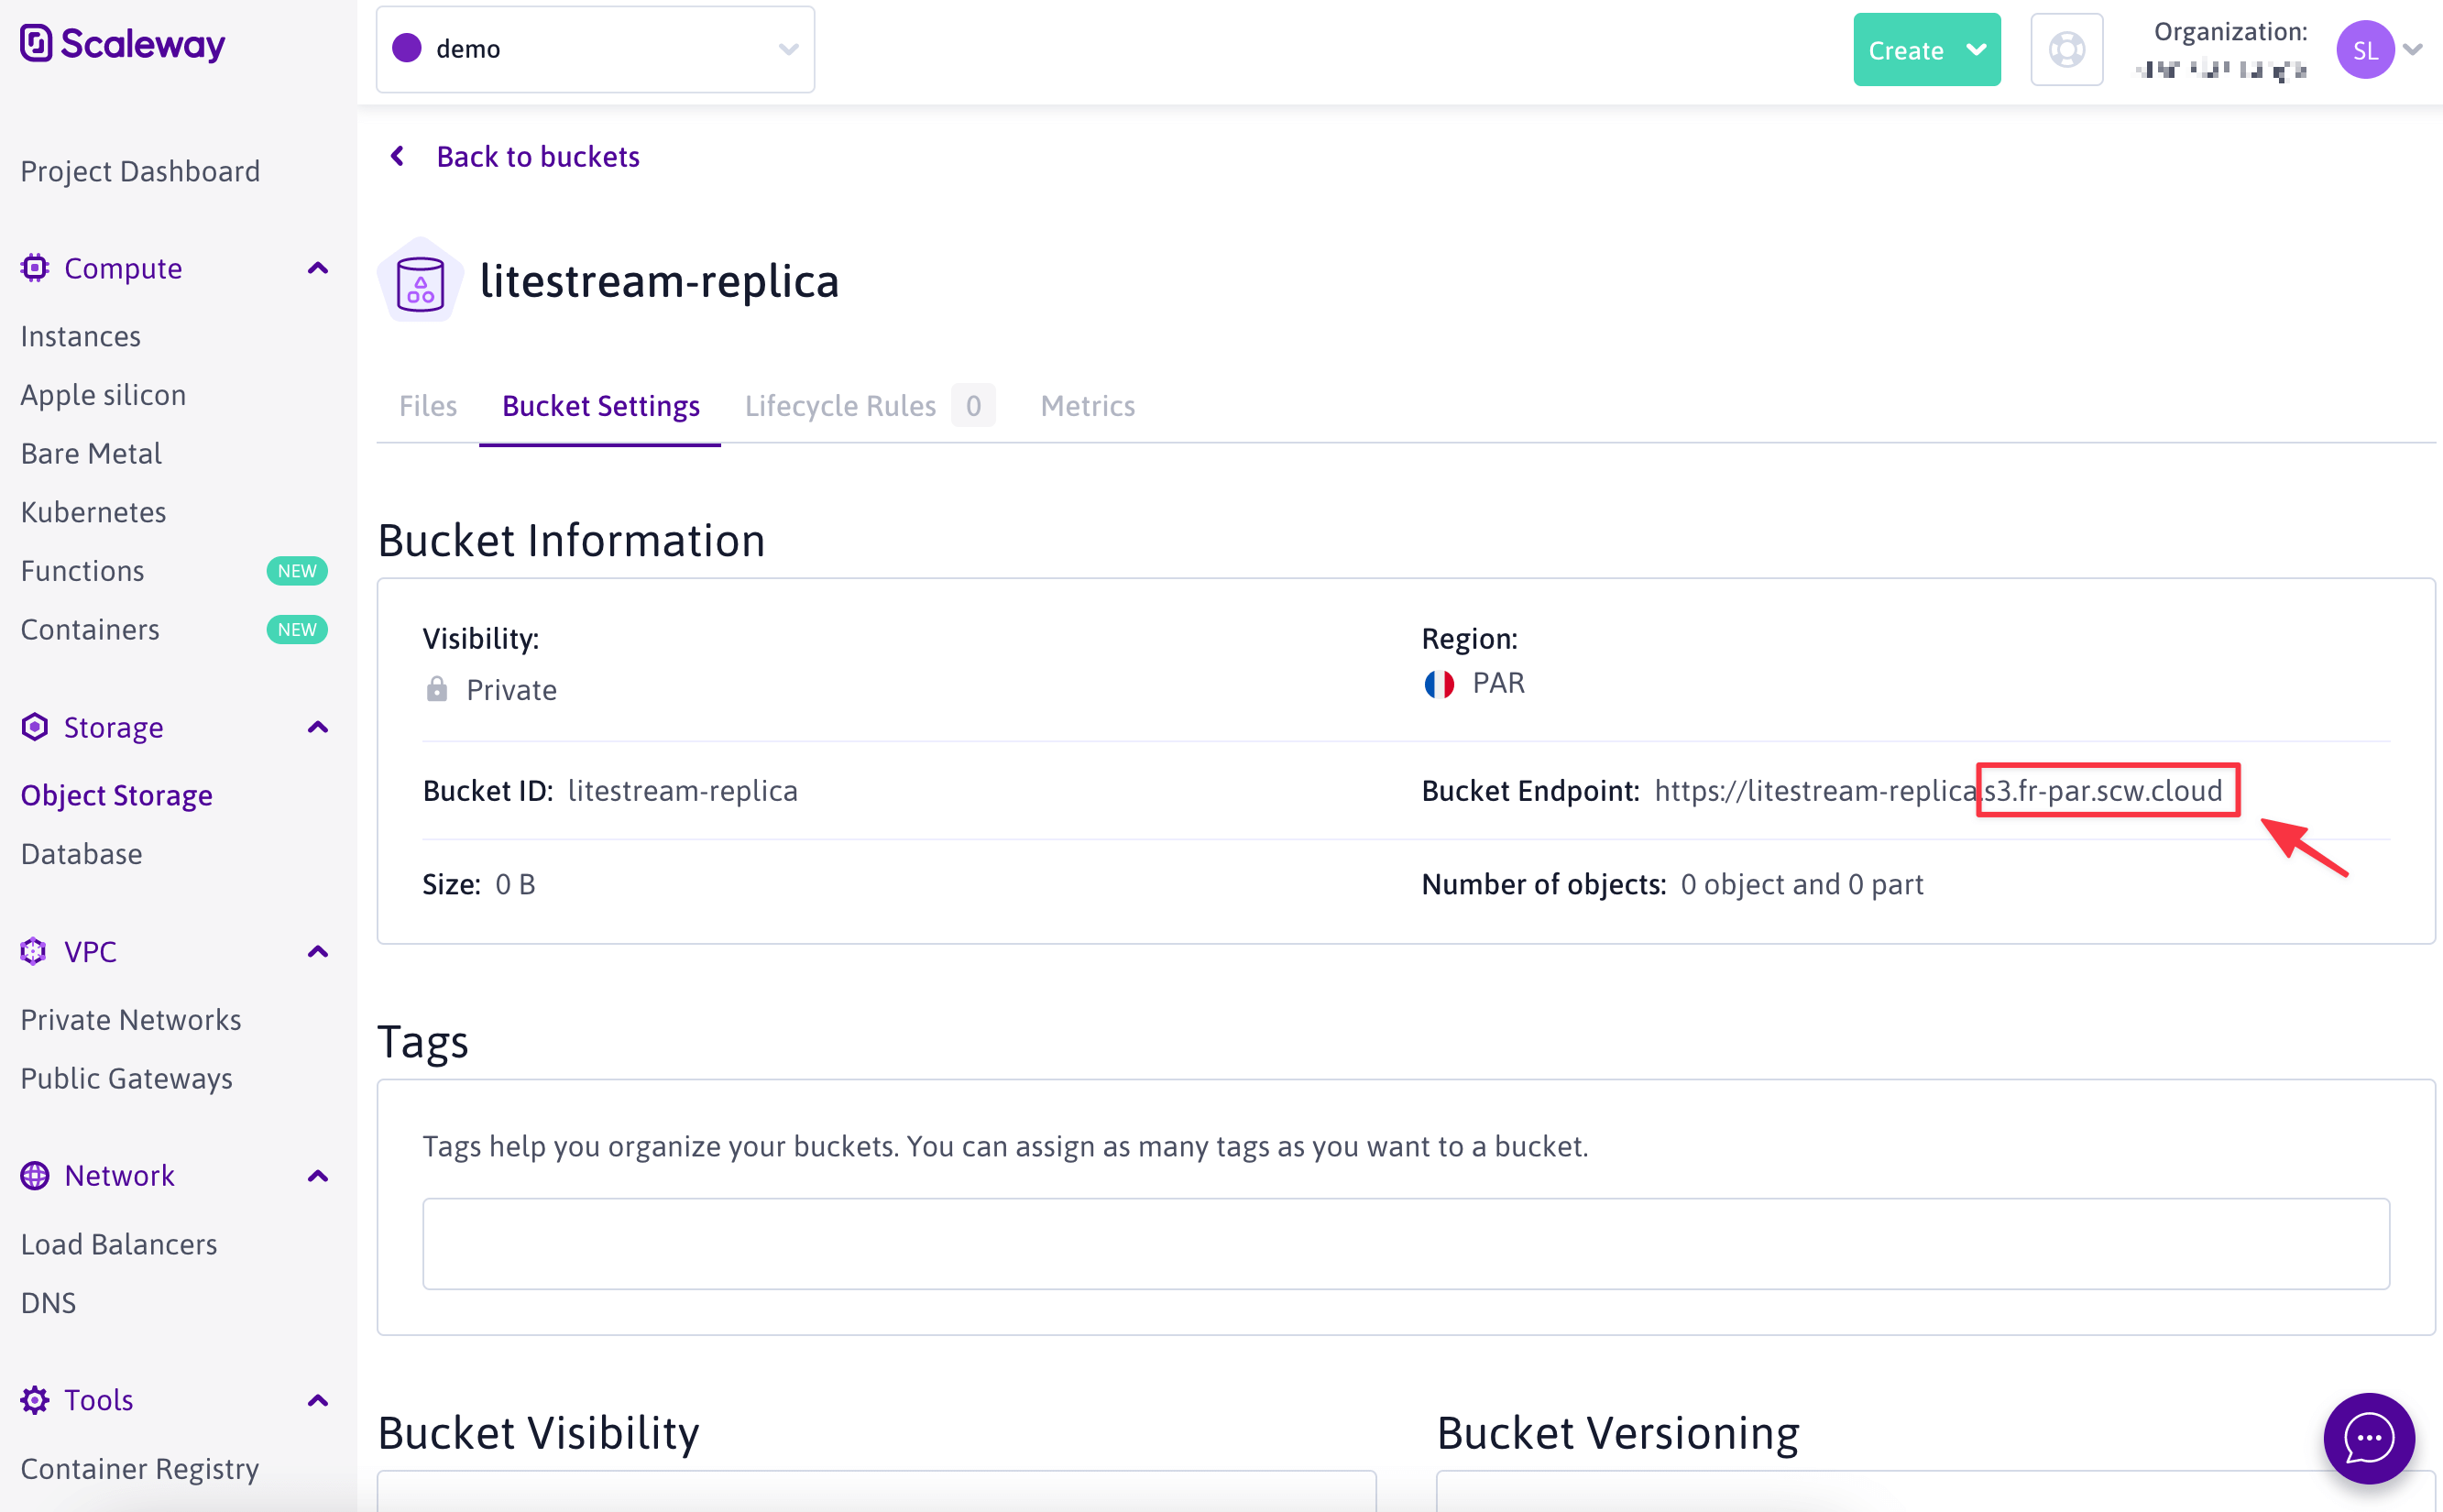 Scaleway
demo
Create
Organization:
SL
Project Dashboard
Compute
Instances
Apple silicon
Bare Metal
Kubernetes
Functions NEW
Containers NEW
Storage
Object Storage
Database
VPC
Private Networks
Public Gateways
Network
Load Balancers
DNS
Tools
Container Registry
Back to buckets
litestream-replica
Files Bucket Settings Lifecycle Rules 0 Metrics
Bucket Information
Visibility:
Private
Region:
PAR
Bucket ID: litestream-replica
Bucket Endpoint: https://litestream-replica.s3.fr-par.scw.cloud
Size: 0 B
Number of objects: 0 object and 0 part
Tags
Tags help you organize your buckets. You can assign as many tags as you want to a bucket.
Bucket Visibility
Bucket Versioning